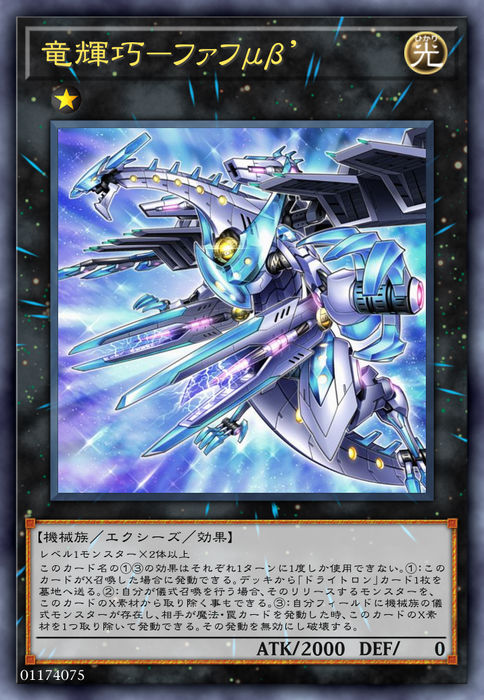 竜輝巧－ファフμβ’
ひかり
光
【機械族／エクシーズ／効果】
レベル1モンスター×2体以上
このカード名の①③の効果はそれぞれ1ターンに1度しか使用できない。①：この
カードがX召喚した場合に発動できる。デッキから「ドライトロン」カード1枚を
墓地へ送る。②：自分が儀式召喚を行う場合、そのリリースするモンスターを、
このカードのX素材から取り除く事もできる。③：自分フィールドに機械族の儀
式モンスターが存在し、相手が魔法・罠カードを発動した時、このカードのX素
材を1つ取り除いて発動できる。その発動を無効にし破壊する。
ATK/2000 DEF/ 0
01174075